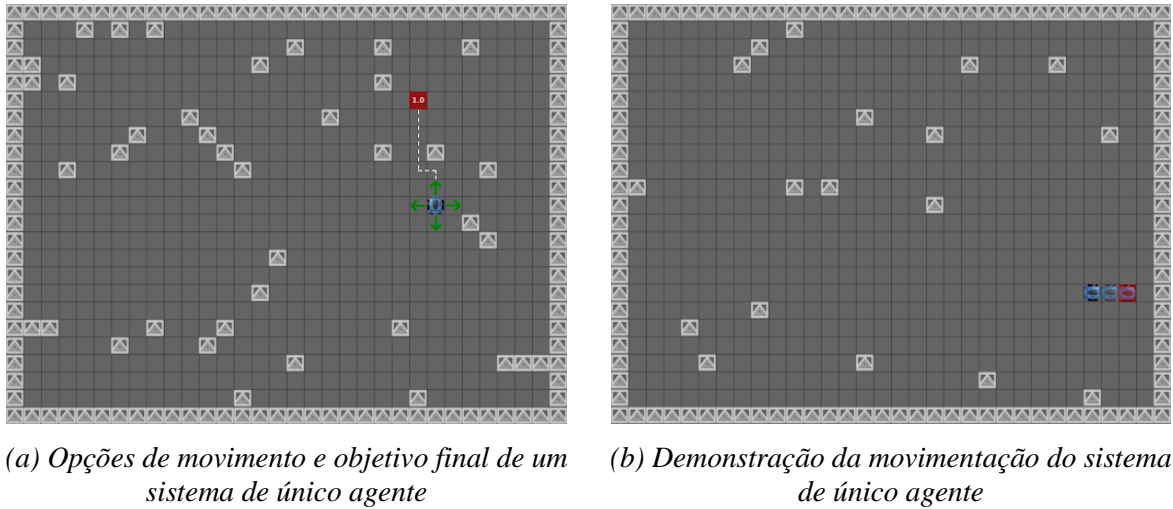 1.0
(a) Opções de movimento e objetivo final de um
sistema de único agente
(b) Demonstração da movimentação do sistema
de único agente